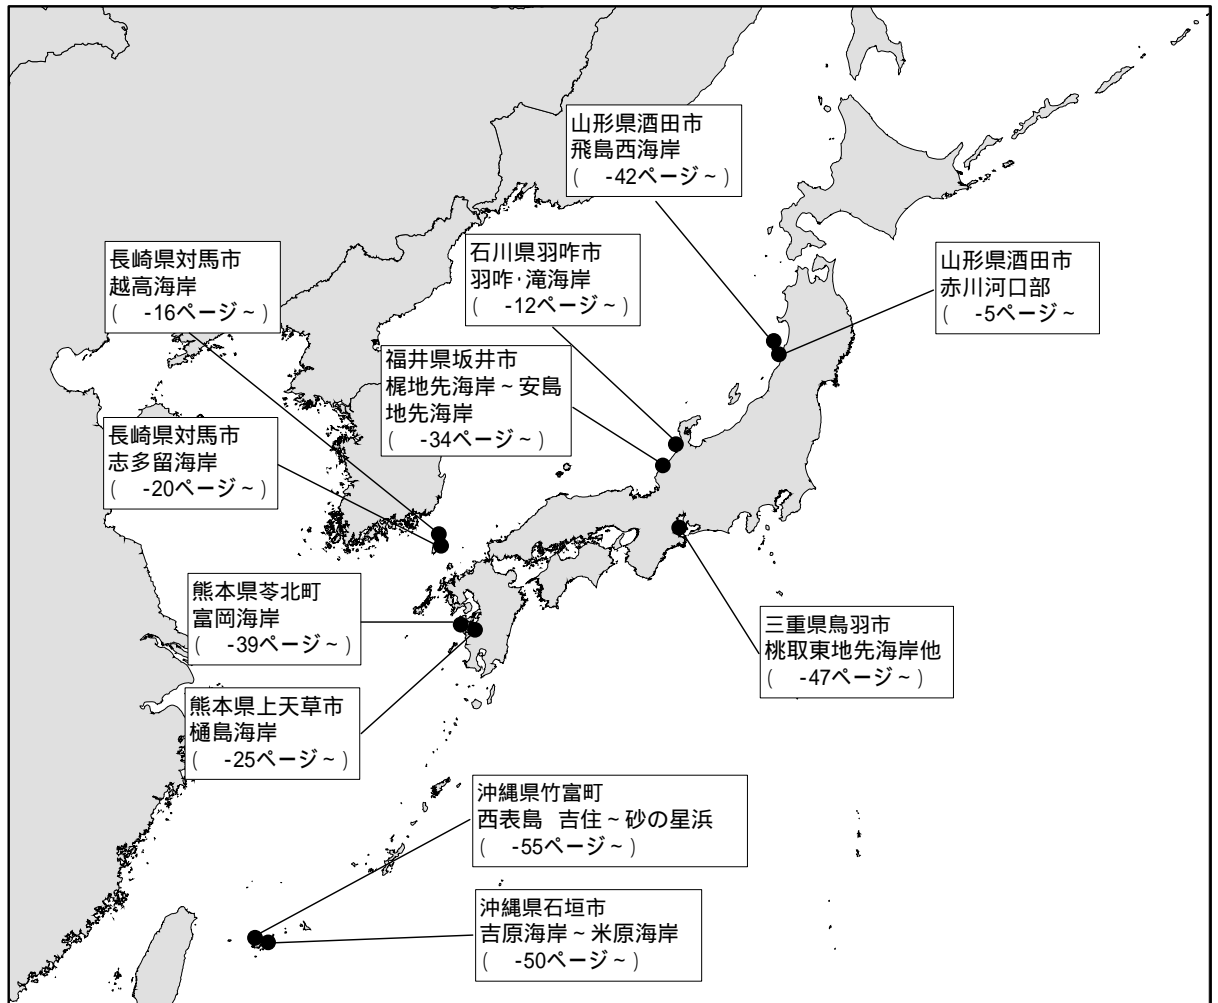 山形県酒田市
飛島西海岸
( -42ページ～)
石川県羽咋市
羽咋･滝海岸
( -12ページ～)
山形県酒田市
赤川河口部
( -5ページ～
長崎県対馬市
越高海岸
( -16ページ～)
福井県坂井市
梶地先海岸～安島
地先海岸
( -34ページ～)
長崎県対馬市
志多留海岸
( -20ページ～)
熊本県苓北町
富岡海岸
( -39ページ～)
三重県鳥羽市
桃取東地先海岸他
( -47ページ～)
熊本県上天草市
樋島海岸
( -25ページ～)
沖縄県竹富町
西表島 吉住～砂の星浜
( -55ページ～)
沖縄県石垣市
吉原海岸～米原海岸
( -50ページ～)